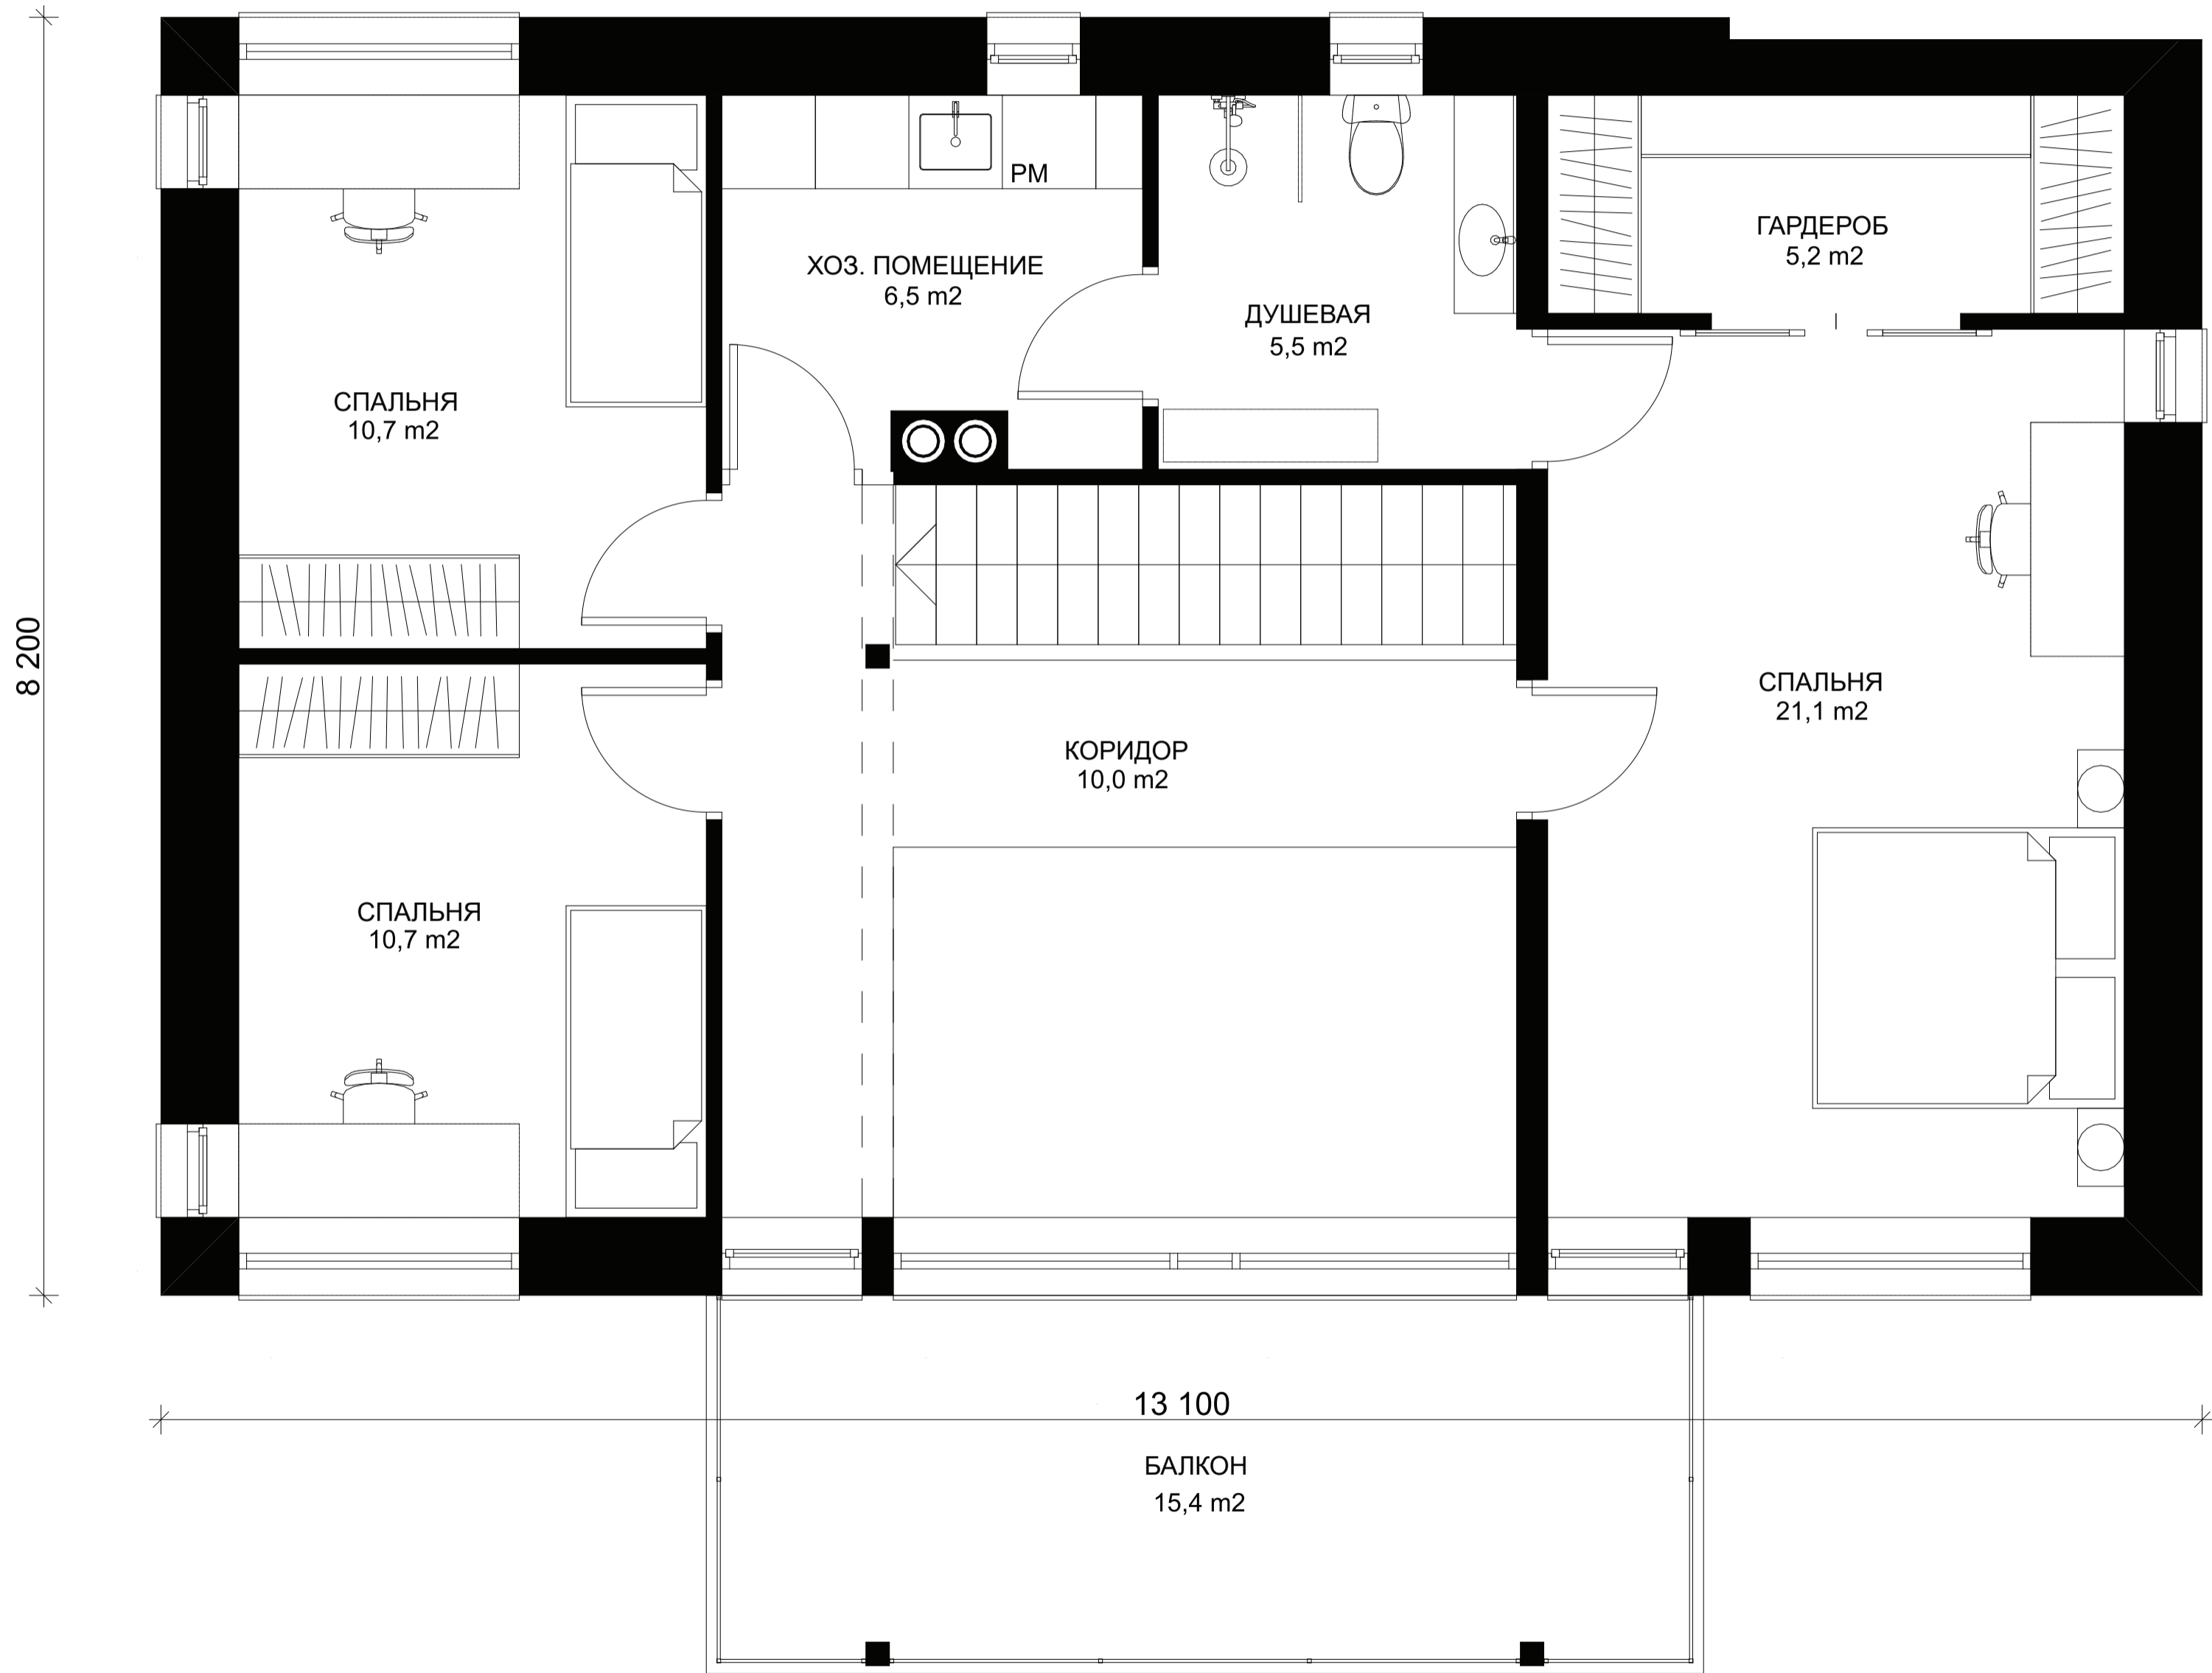 РМ
ГАРДЕРОБ
5,2 m2
ХОЗ. ПОМЕЩЕНИЕ
6,5 m2
ДУШЕВАЯ
5,5 m2
СПАЛЬНЯ
10,7 m2
8 200
СПАЛЬНЯ
21,1 m2
КОРИДОР
10,0 m2
СПАЛЬНЯ
10,7 m2
13 100
БАЛКОН
15,4 m2